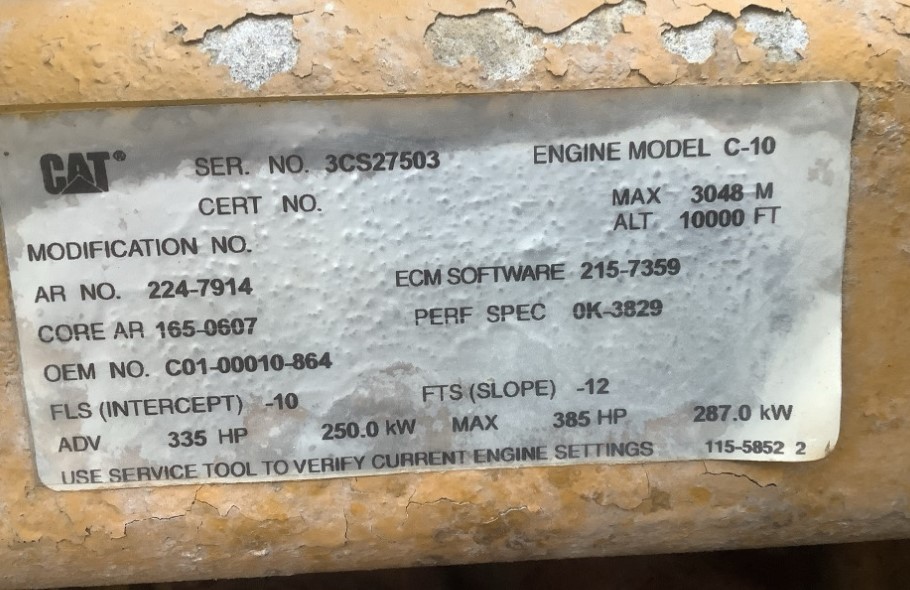 CAT® SER. NO. 3CS27503 ENGINE MODEL C-10
CERT NO. MAX 3048 M
ALT 10000 FT
MODIFICATION NO.
AR NO. 224-7914 ECM SOFTWARE 215-7359
CORE AR 165-0607 PERF SPEC 0K-3829
OEM NO. C01-00010-864
FLS (INTERCEPT) -10 FTS (SLOPE) -12
ADV 335 HP 250.0 kW MAX 385 HP 287.0 kW
USE SERVICE TOOL TO VERIFY CURRENT ENGINE SETTINGS 115-5852 2